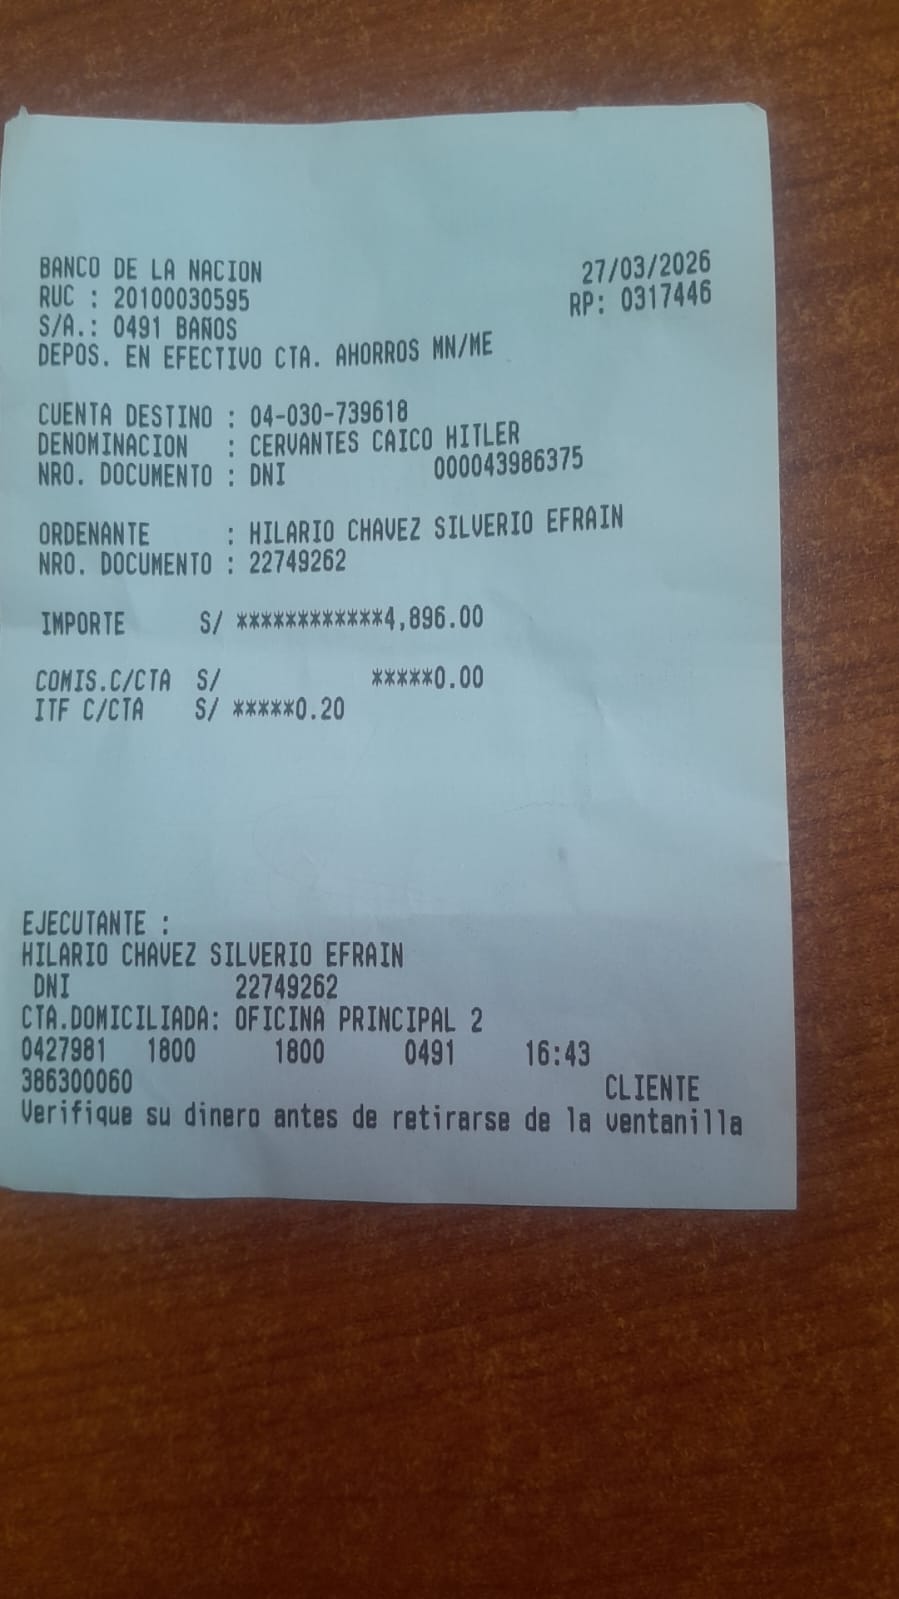 BANCO DE LA NACION 27/03/2026
RUC : 20100030595 RP: 0317446
S/A.: 0491 BAÑOS
DEPOS. EN EFECTIVO CTA. AHORROS MN/ME
CUENTA DESTINO : 04-030-739618
DENOMINACION : CERVANTES CAICO HITLER
NRO. DOCUMENTO : DNI 000043986375
ORDENANTE : HILARIO CHAVEZ SILVERIO EFRAIN
NRO. DOCUMENTO : 22749262
IMPORTE S/ ************4,896.00
COMIS.C/CTA S/ *****0.00
ITF C/CTA S/ *****0.20
EJECUTANTE :
HILARIO CHAVEZ SILVERIO EFRAIN
DNI 22749262
CTA.DOMICILIADA: OFICINA PRINCIPAL 2
0427981 1800 1800 0491 16:43
386300060 CLIENTE
Verifique su dinero antes de retirarse de la ventanilla